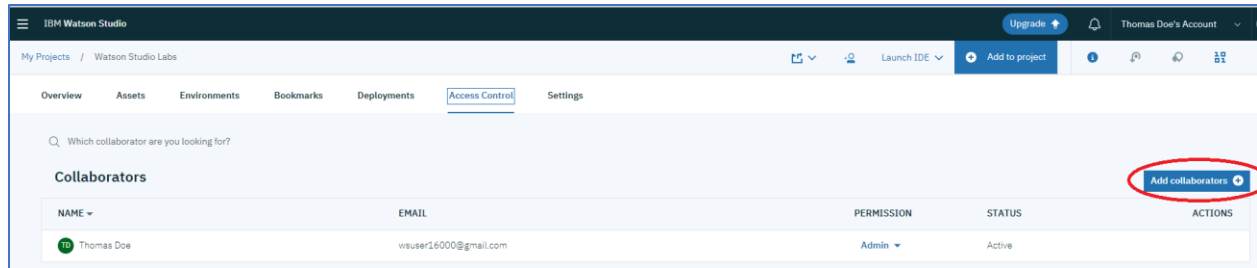 IBM Watson Studio Upgrade Thomas Doe's Account
My Projects / Watson Studio Labs Launch IDE Add to project
Overview Assets Environments Bookmarks Deployments Access Control Settings
Which collaborator are you looking for?
Collaborators Add collaborators
NAME EMAIL PERMISSION STATUS ACTIONS
TD Thomas Doe wsuser16000@gmail.com Admin Active